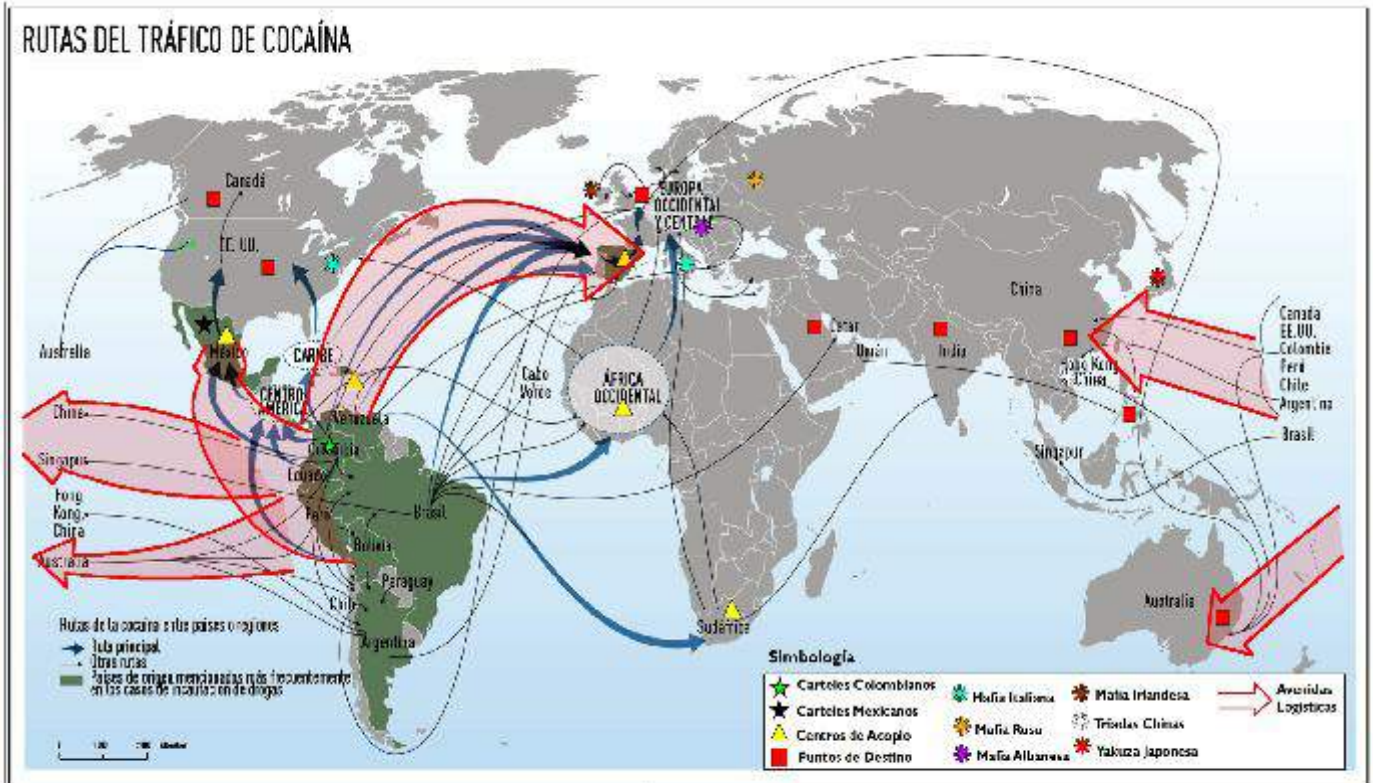 RUTAS DEL TRÁFICO DE COCAÍNA
Canadá
EE. UU.
EUROPA
OCCIDENTAL
Y CENTRAL
China
Australia
México
CARIBE
CENTRO
AMÉRICA
Venezuela
Colombia
Ecuador
Perú
Brasil
Bolivia
Paraguay
Chile
Argentina
Cabo
Verde
ÁFRICA
OCCIDENTAL
Qatar
Omán
India
Hong Kong
China
Singapur
Sudáfrica
Australia
Canadá
EE.UU.
Colombia
Perú
Chile
Argentina
Brasil
China
Singapur
Hong
Kong,
China
Australia
Rutas de la cocaína entre países o regiones
Ruta principal
Otras rutas
Países de origen mencionados más frecuentemente
en los casos de incautación de drogas
Simbología
Carteles Colombianos
Carteles Mexicanos
Centros de Acopio
Puntos de Destino
Mafia Italiana
Mafia Rusa
Mafia Albanesa
Mafia Irlandesa
Triadas Chinas
Yakuza Japonesa
Avenidas
Logísticas